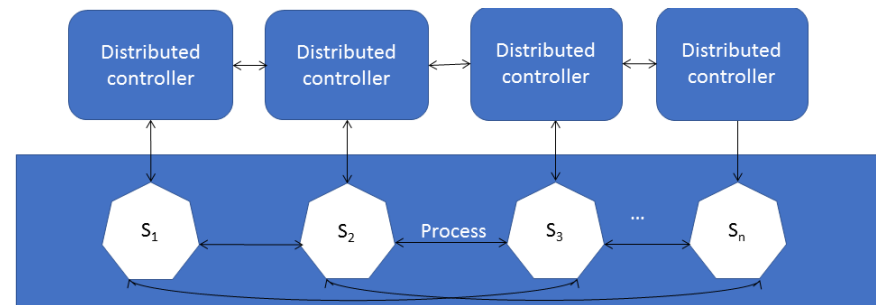 Distributed
controller
Distributed
controller
Distributed
controller
Distributed
controller
S1
S2
Process
S3
...
Sn